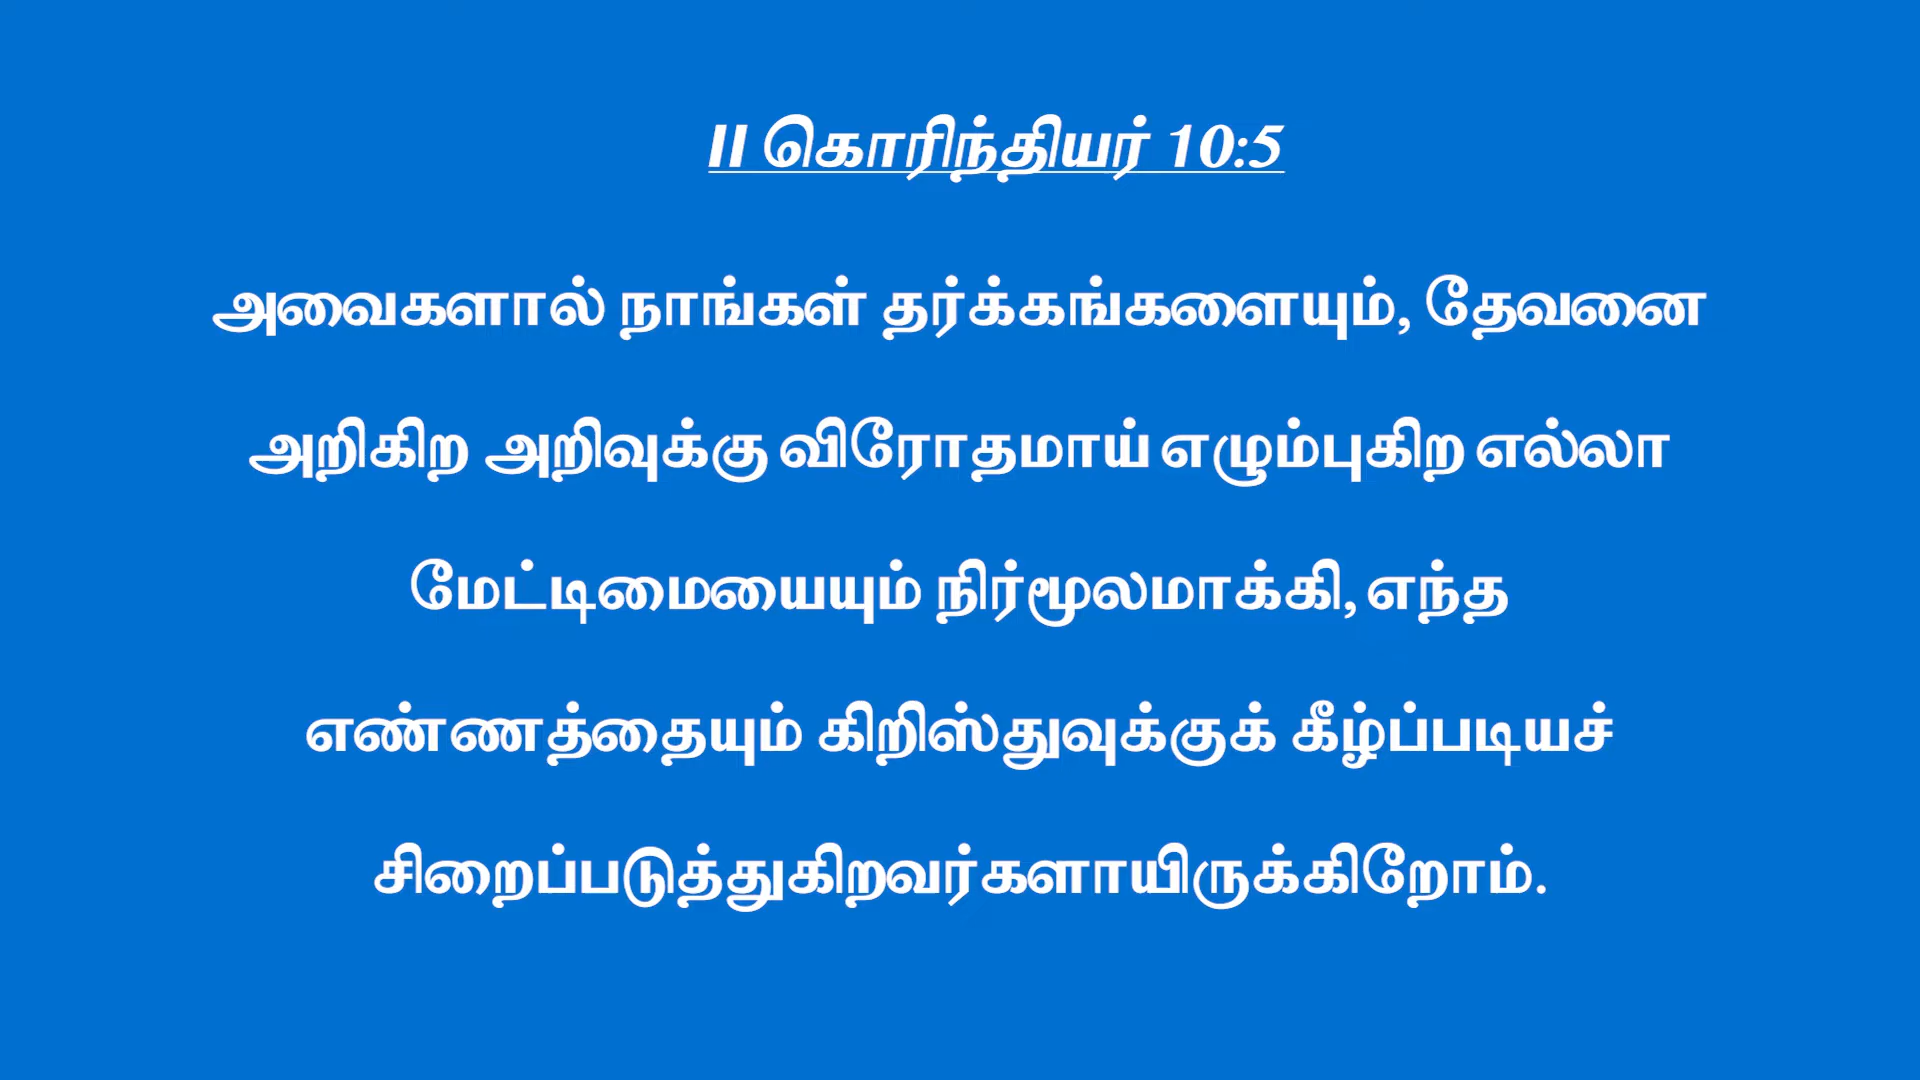 II கொரிந்தியர் 10:5
அவைகளால் நாங்கள் தர்க்கங்களையும், தேவனை
அறிகிற அறிவுக்கு விரோதமாய் எழும்புகிற எல்லா
மேட்டிமையையும் நிர்மூலமாக்கி, எந்த
எண்ணத்தையும் கிறிஸ்துவுக்குக் கீழ்ப்படியச்
சிறைப்படுத்துகிறவர்களாயிருக்கிறோம்.